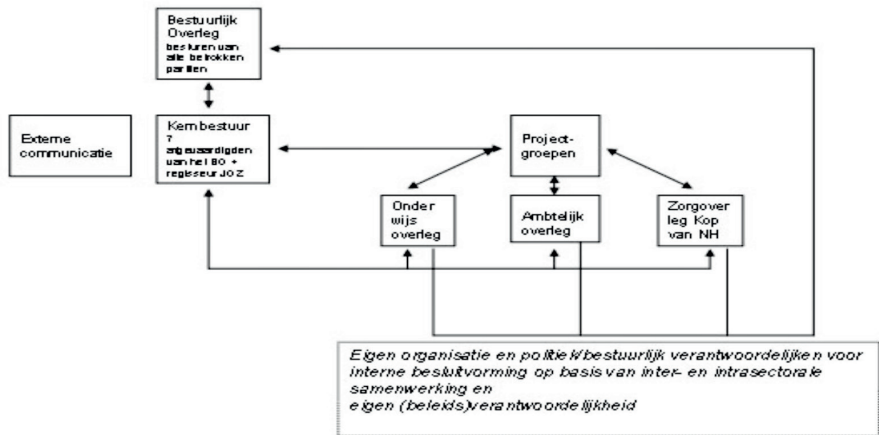 Bestuurlijk
Overleg
besturen van
alle betrokken
partijen
Externe
communicatie
Kernbestuur
7
afgevaardigden
van het BO +
regisseur JOZ
Project-
groepen
Onder
wijs
overleg
Ambtelijk
overleg
Zorgover
leg Kop
van NH
Eigen organisatie en politiek/bestuurlijk verantwoordelijken voor
interne besluitvorming op basis van inter- en intrasectorale
samenwerking en
eigen (beleids)verantwoordelijkheid